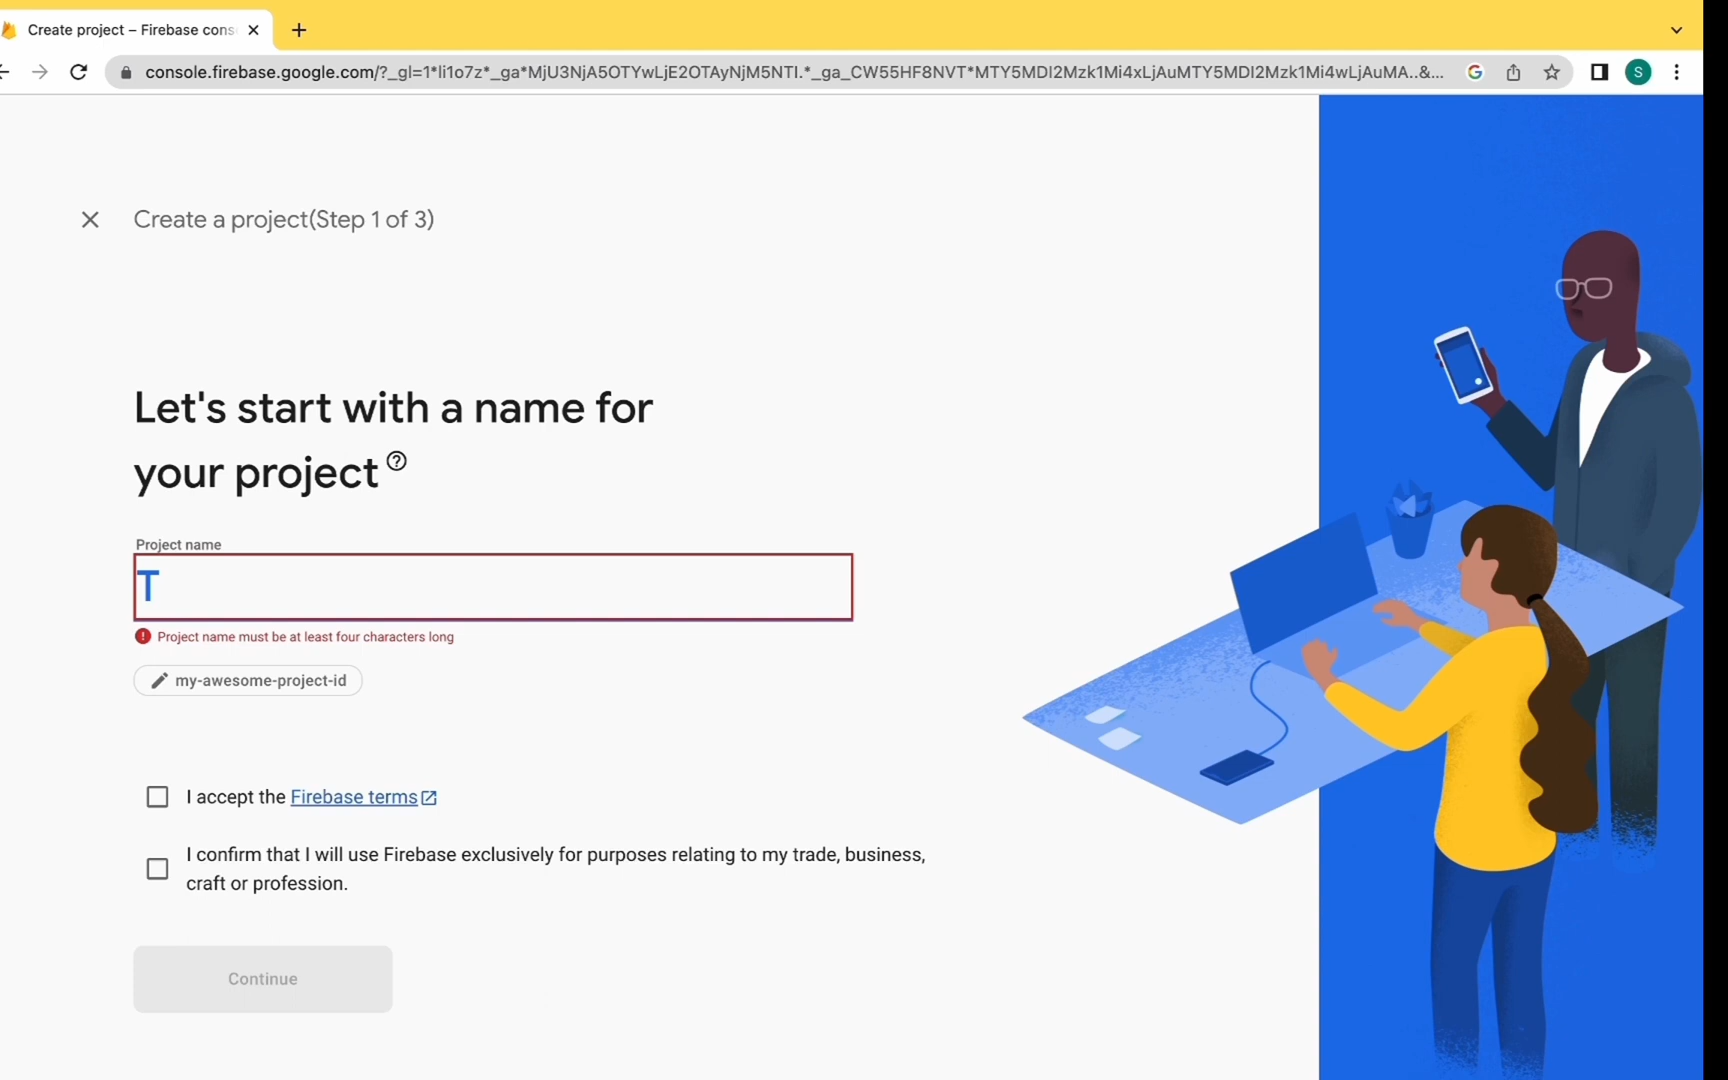 Create project – Firebase cons
console.firebase.google.com/?_gl=1*li1o7z*_ga*MjU3NjA5OTYwLjE2OTAyNjM5NTI.*_ga_CW55HF8NVT*MTY5MDI2Mzk1Mi4xLjAuMTY5MDI2Mzk1Mi4wLjAuMA..&...
S
Create a project(Step 1 of 3)
Let's start with a name for
your project
Project name
T
Project name must be at least four characters long
my-awesome-project-id
I accept the Firebase terms
I confirm that I will use Firebase exclusively for purposes relating to my trade, business,
craft or profession.
Continue